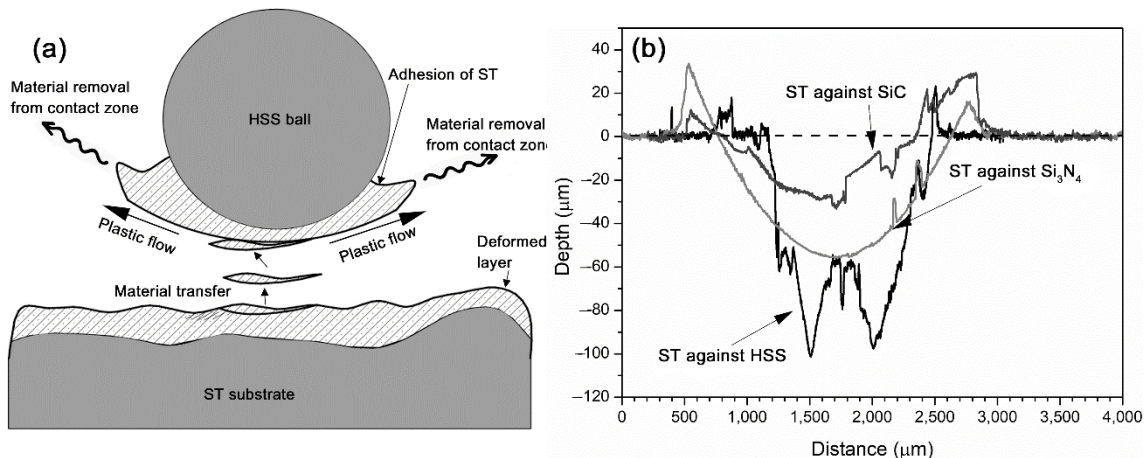 (a)
Material removal
from contact zone
HSS ball
Adhesion of ST
Material removal
from contact zone
Plastic flow
Plastic flow
Deformed
layer
Material transfer
ST substrate
(b)
40
20
0
–20
–40
–60
–80
–100
–120
Depth (μm)
ST against SiC
ST against Si₃N₄
ST against HSS
0
500
1,000
1,500
2,000
2,500
3,000
3,500
4,000
Distance (μm)